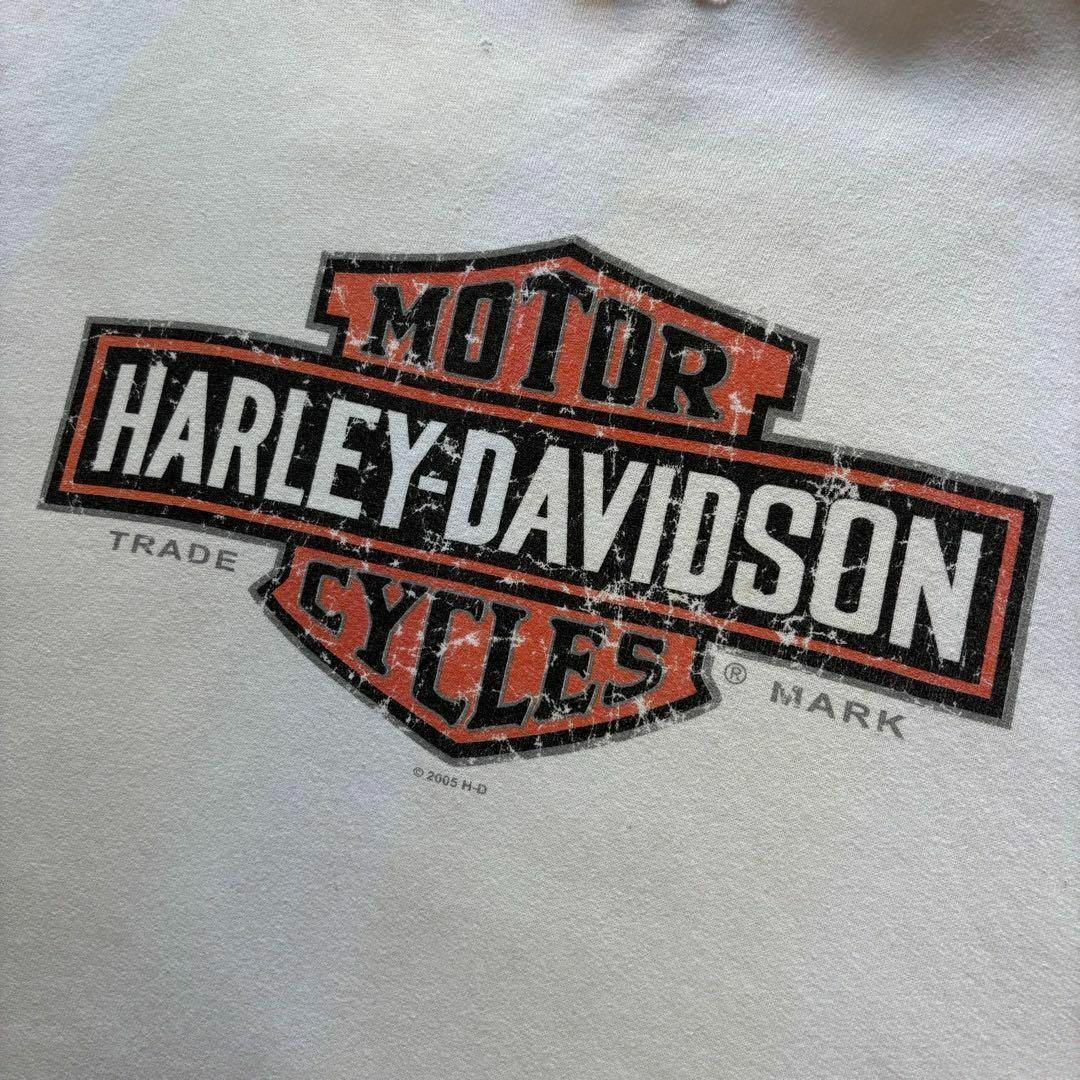 MOTOR
HARLEY-DAVIDSON
TRADE
CYCLES
® MARK
© 2005 H-D